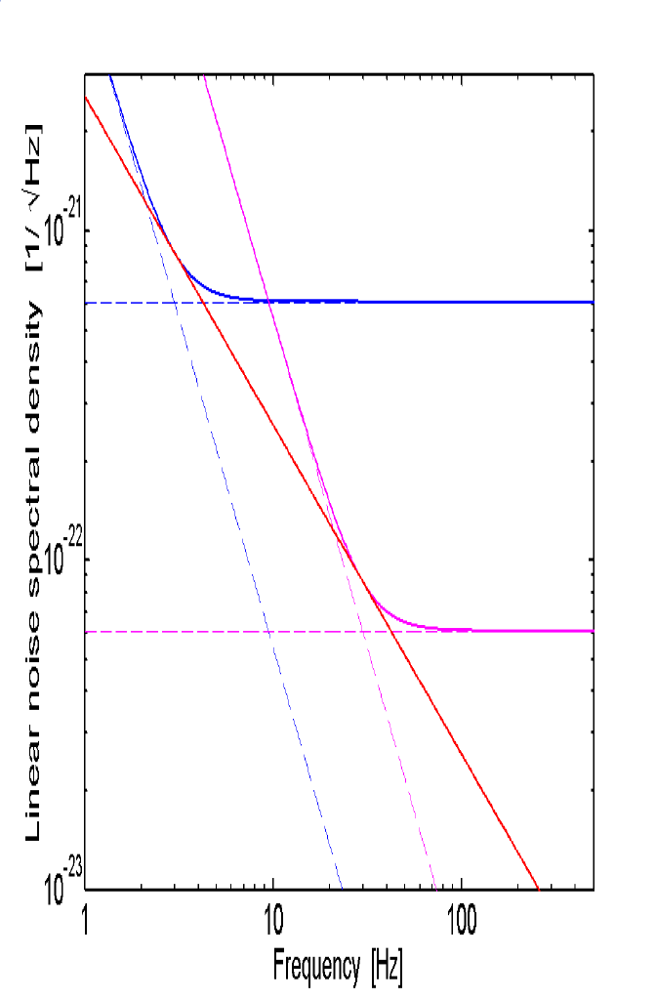 Linear noise spectral density [1/ √Hz]
10-21
10-22
10-23
1 10 100
Frequency [Hz]